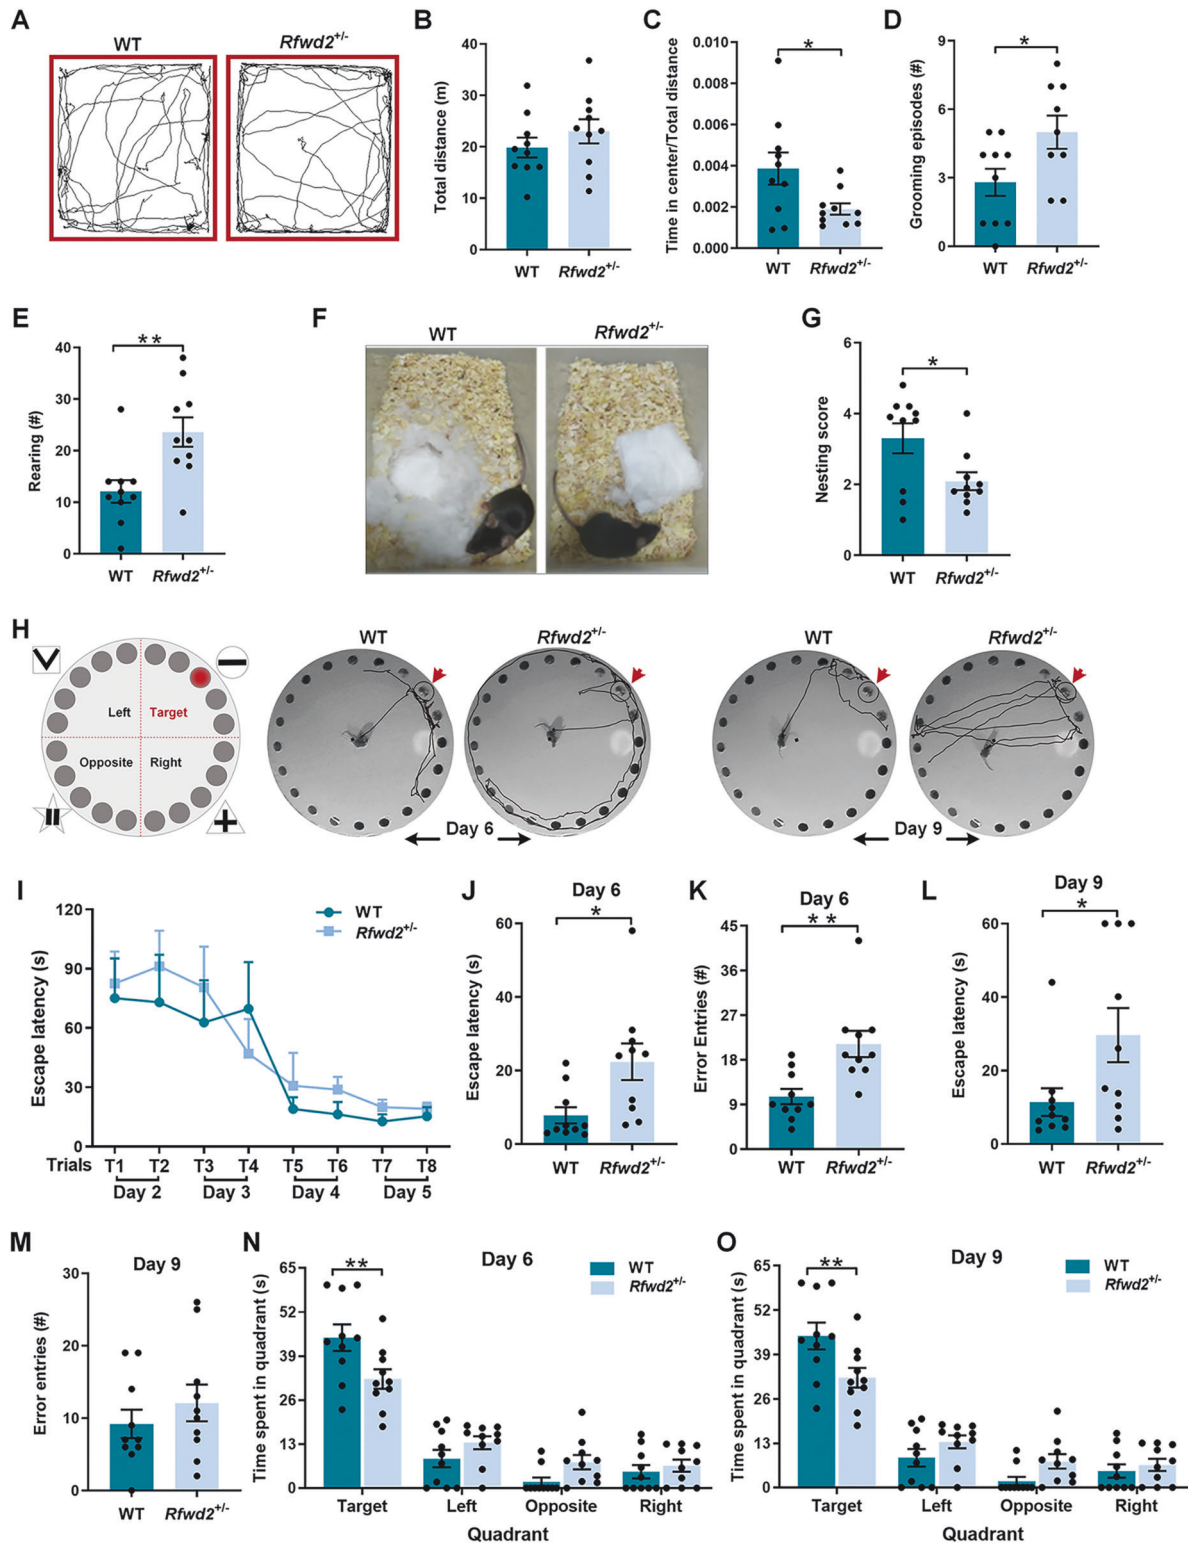 A
WT
Rfwd2+/-
B
Total distance (m)
40
30
20
10
0
WT
Rfwd2+/-
C
Time in center/Total distance
0.010
0.008
0.006
0.004
0.002
0.000
*
WT
Rfwd2+/-
D
Grooming episodes (#)
9
6
3
0
*
WT
Rfwd2+/-
E
Rearing (#)
40
30
20
10
0
**
WT
Rfwd2+/-
F
WT
Rfwd2+/-
G
Nesting score
6
4
2
0
*
WT
Rfwd2+/-
H
Left
Target
Opposite
Right
WT
Rfwd2+/-
Day 6
WT
Rfwd2+/-
Day 9
I
Escape latency (s)
120
90
60
30
0
WT
Rfwd2+/-
Trials T1 T2 T3 T4 T5 T6 T7 T8
Day 2 Day 3 Day 4 Day 5
J
Day 6
Escape latency (s)
60
40
20
0
*
WT
Rfwd2+/-
K
Day 6
Error Entries (#)
45
36
27
18
9
0
**
WT
Rfwd2+/-
L
Day 9
Escape latency (s)
60
40
20
0
*
WT
Rfwd2+/-
M
Day 9
Error entries (#)
30
20
10
0
WT
Rfwd2+/-
N
Day 6
Time spent in quadrant (s)
65
52
39
26
13
0
**
WT
Rfwd2+/-
Target Left Opposite Right
Quadrant
O
Day 9
Time spent in quadrant (s)
65
52
39
26
13
0
**
WT
Rfwd2+/-
Target Left Opposite Right
Quadrant